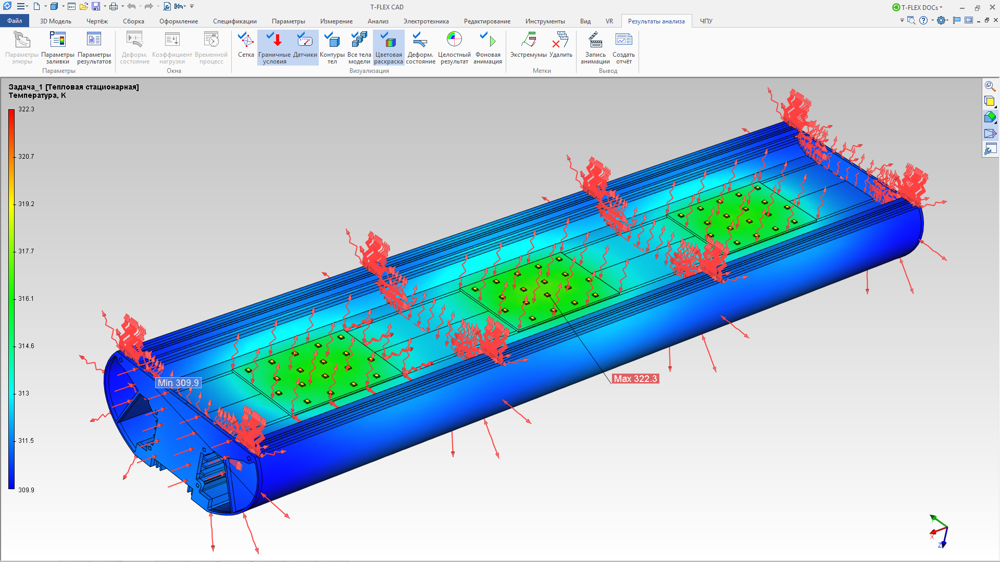 T-FLEX CAD
T-FLEX DOCs
Файл 3D Модель Чертёж Сборка Оформление Спецификации Параметры Измерение Анализ Электротехника Редактирование Инструменты Вид VR Результаты анализа ЧПУ
Параметры эпюры
Параметры заливки
Параметры результатов
Деформ. состояние
Коэффициент нагрузки
Временной процесс
Сетка
Граничные условия
Датчики
Контуры тел
Все тела модели
Цветовая раскраска
Деформ. состояние
Целостный результат
Фоновая анимация
Экстремумы
Удалить
Запись анимации
Создать отчёт
Параметры Окна Визуализация Метки Вывод
Задача_1 [Тепловая стационарная]
Температура, К
322.3
320.7
319.2
317.7
316.1
314.6
313
311.5
309.9
Min 309.9
Max 322.3
Y
X
Z